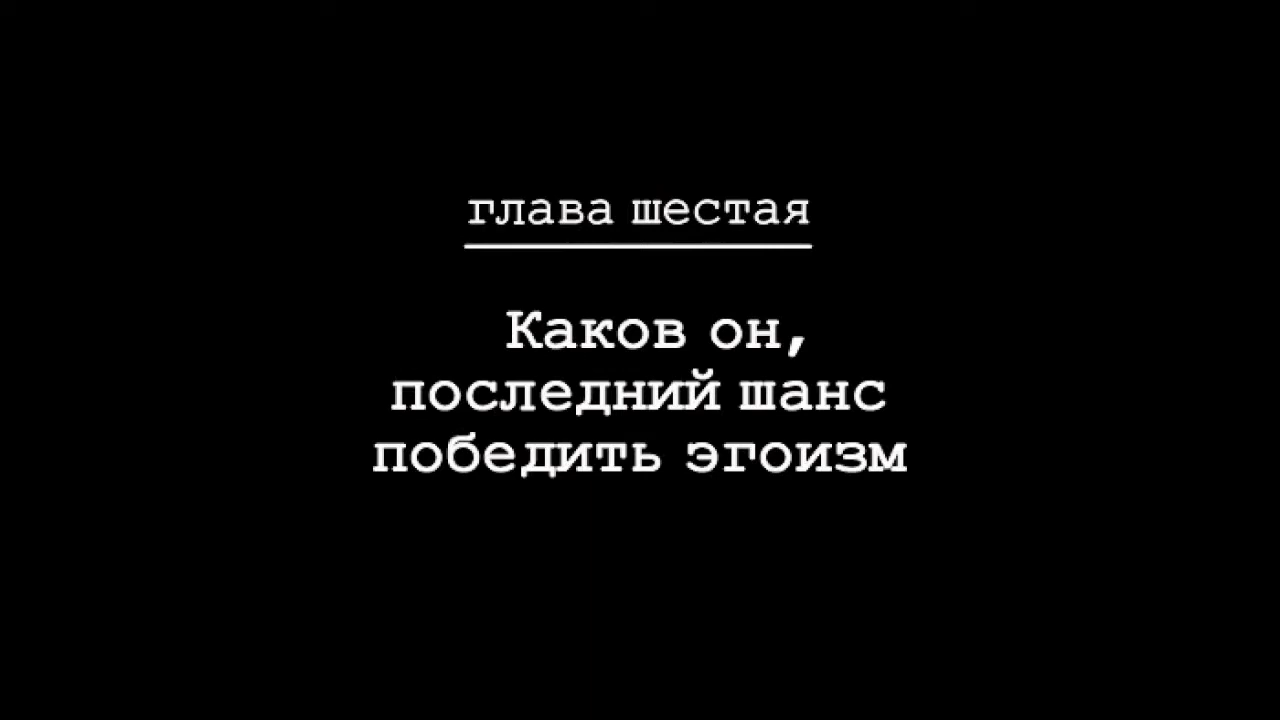 глава шестая
Каков он,
последний шанс
победить эгоизм